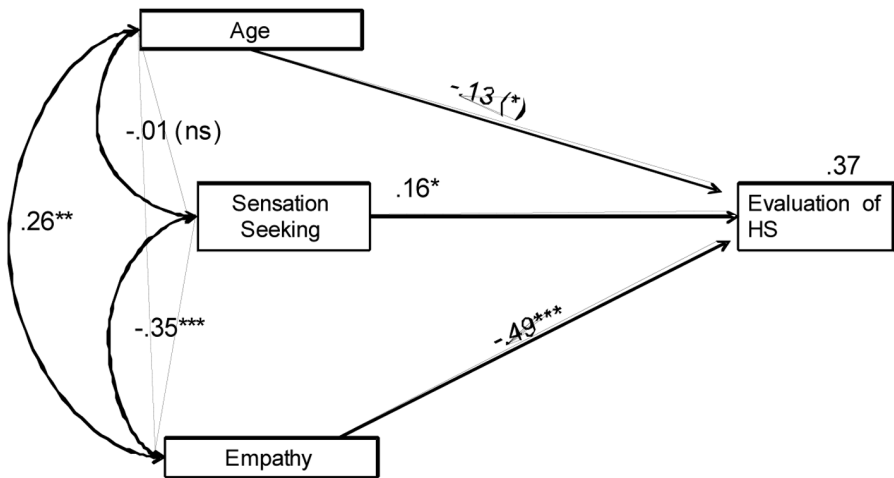 Age
-.13 (*)
-.01 (ns)
.37
.16*
Sensation
Seeking
Evaluation of
HS
.26**
-.35***
-.49***
Empathy